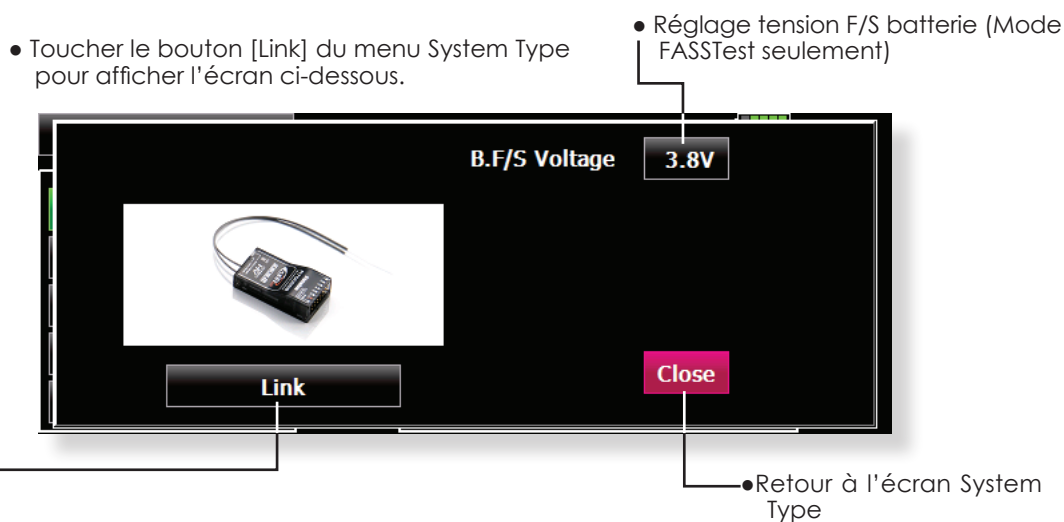 ● Toucher le bouton [Link] du menu System Type
pour afficher l'écran ci-dessous.
● Réglage tension F/S batterie (Mode
FASSTest seulement)
B.F/S Voltage
3.8V
Link
Close
●Retour à l'écran System
Type